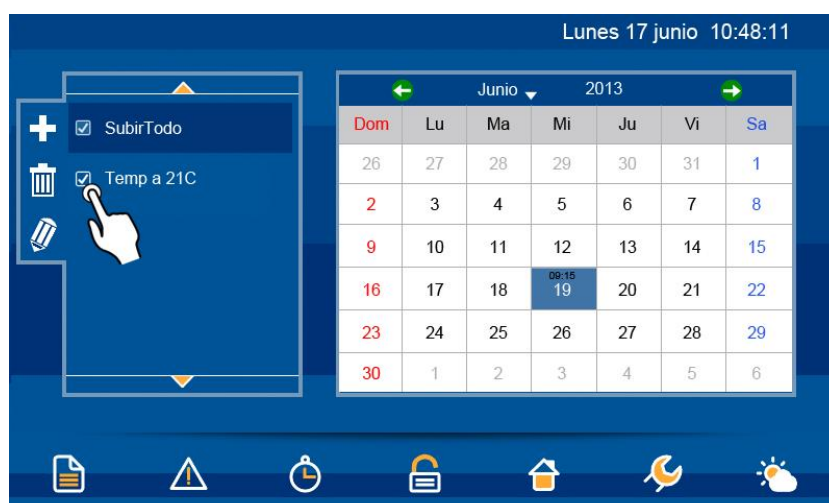 Lunes 17 junio 10:48:11
SubirTodo
Temp a 21C
Junio 2013
Dom Lu Ma Mi Ju Vi Sa
26 27 28 29 30 31 1
2 3 4 5 6 7 8
9 10 11 12 13 14 15
09:15
16 17 18 19 20 21 22
23 24 25 26 27 28 29
30 1 2 3 4 5 6